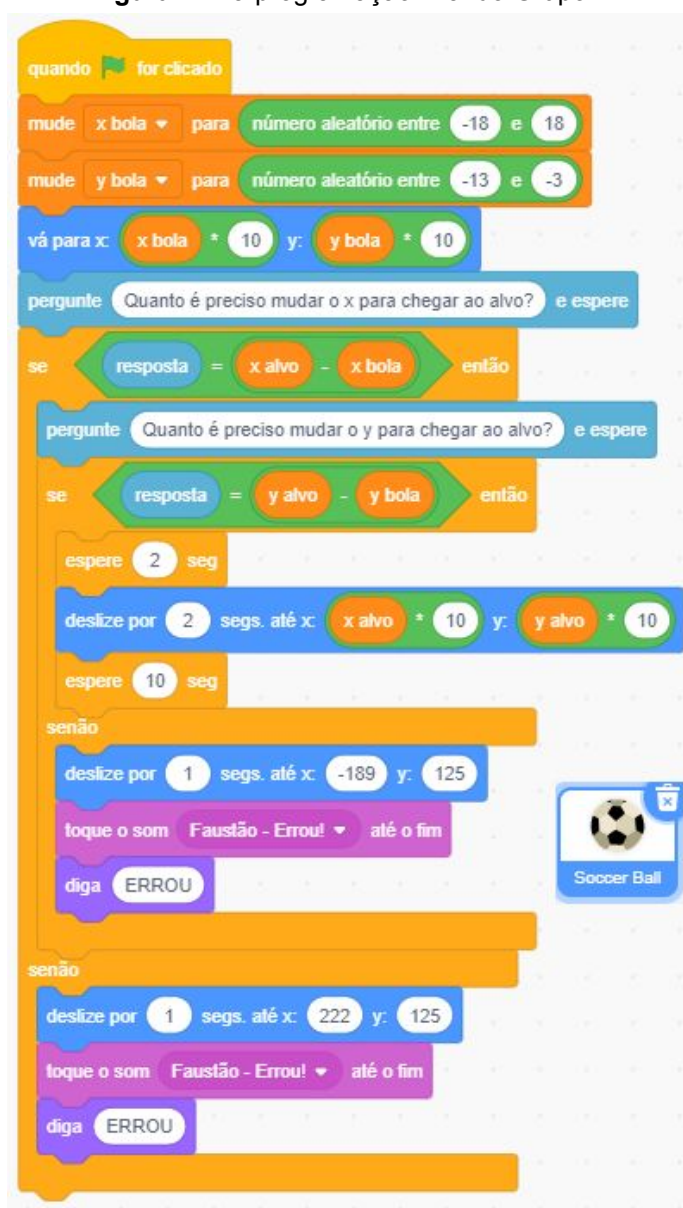 quando for clicado
mude x bola para número aleatório entre -18 e 18
mude y bola para número aleatório entre -13 e -3
vá para x: x bola * 10 y: y bola * 10
pergunte Quanto é preciso mudar o x para chegar ao alvo? e espere
se resposta = x alvo - x bola então
pergunte Quanto é preciso mudar o y para chegar ao alvo? e espere
se resposta = y alvo - y bola então
espere 2 seg
deslize por 2 segs. até x: x alvo * 10 y: y alvo * 10
espere 10 seg
senão
deslize por 1 segs. até x: -189 y: 125
toque o som Faustão - Errou! até o fim
diga ERROU
Soccer Ball
senão
deslize por 1 segs. até x: 222 y: 125
toque o som Faustão - Errou! até o fim
diga ERROU